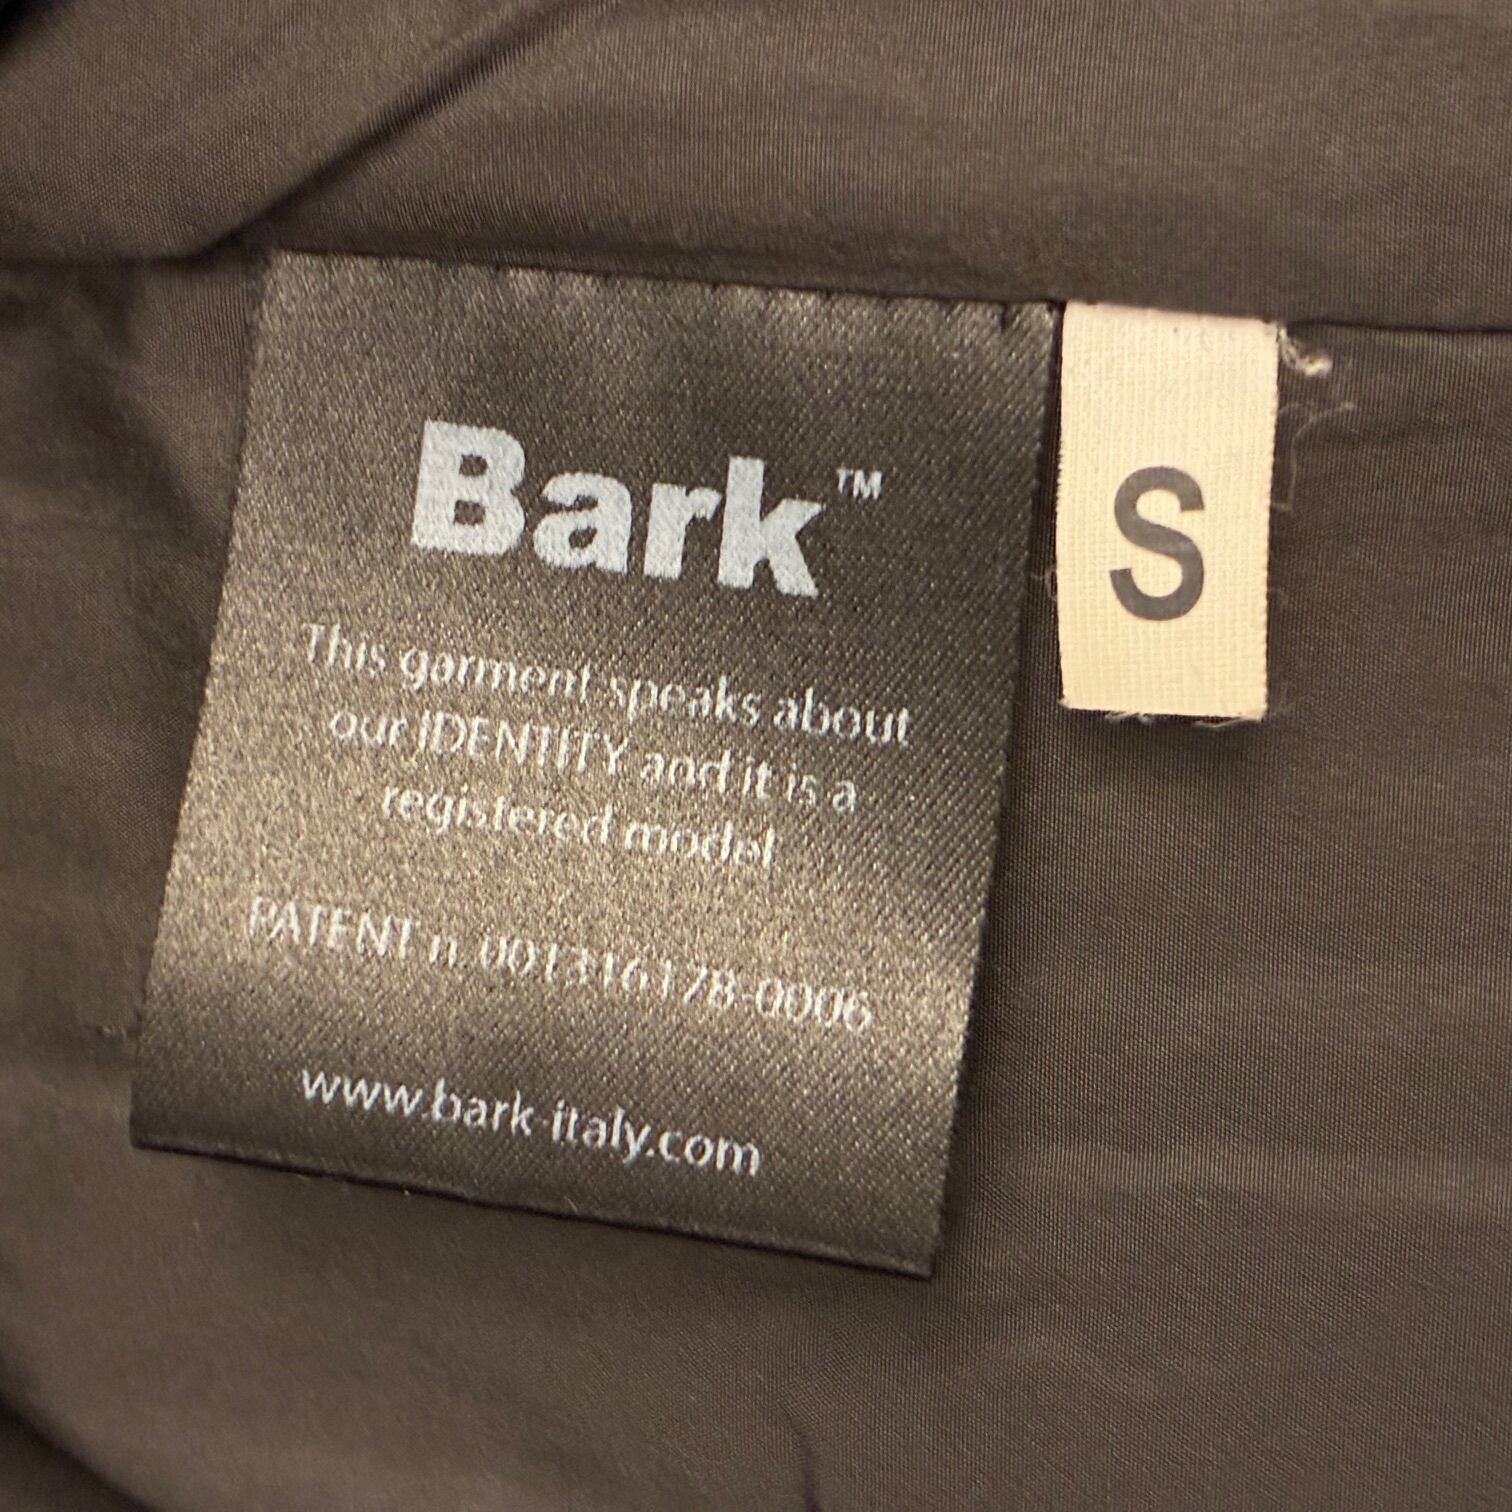 Bark™
S
This garment speaks about
our IDENTITY and it is a
registered model
PATENT n. 001316178-0006
www.bark-italy.com